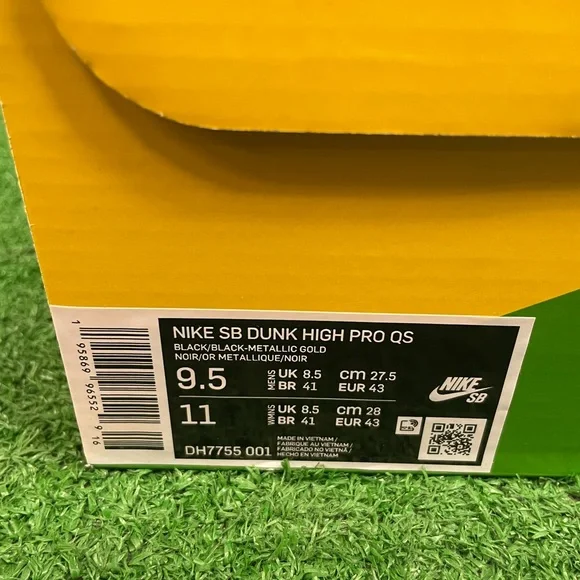 NIKE SB DUNK HIGH PRO QS
BLACK/BLACK-METALLIC GOLD
NOIR/OR METALLIQUE/NOIR
9.5 MENS UK 8.5 cm 27.5
BR 41 EUR 43
11 WMNS UK 8.5 cm 28
BR 41 EUR 43
NIKE SB
DH7755 001
MADE IN VIETNAM /
FABRIQUE AU VIETNAM /
FABRICADO NO VIETNÃ /
HECHO EN VIETNAM
1 95869 96552 9 16